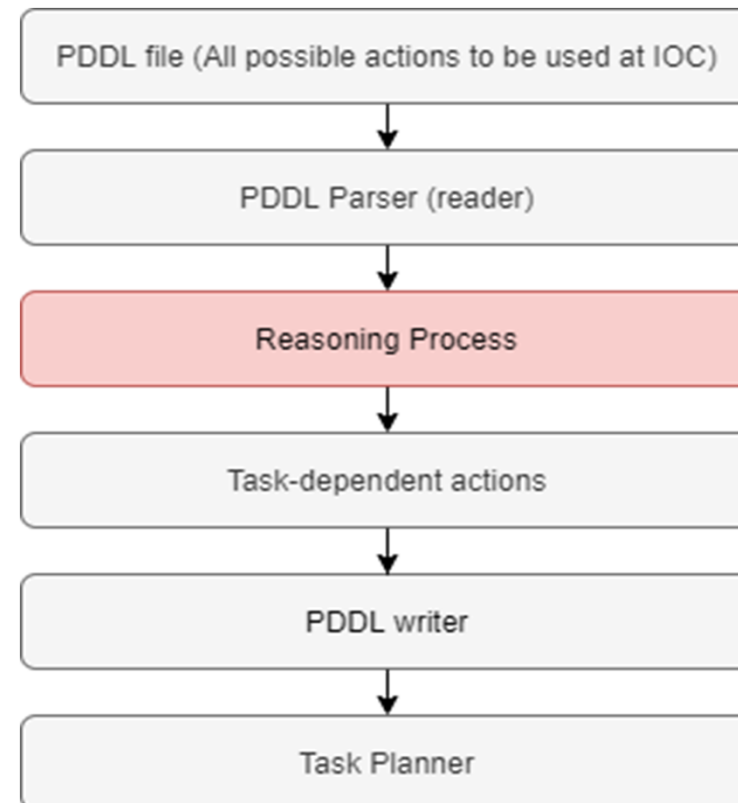 PDDL file (All possible actions to be used at IOC)
PDDL Parser (reader)
Reasoning Process
Task-dependent actions
PDDL writer
Task Planner